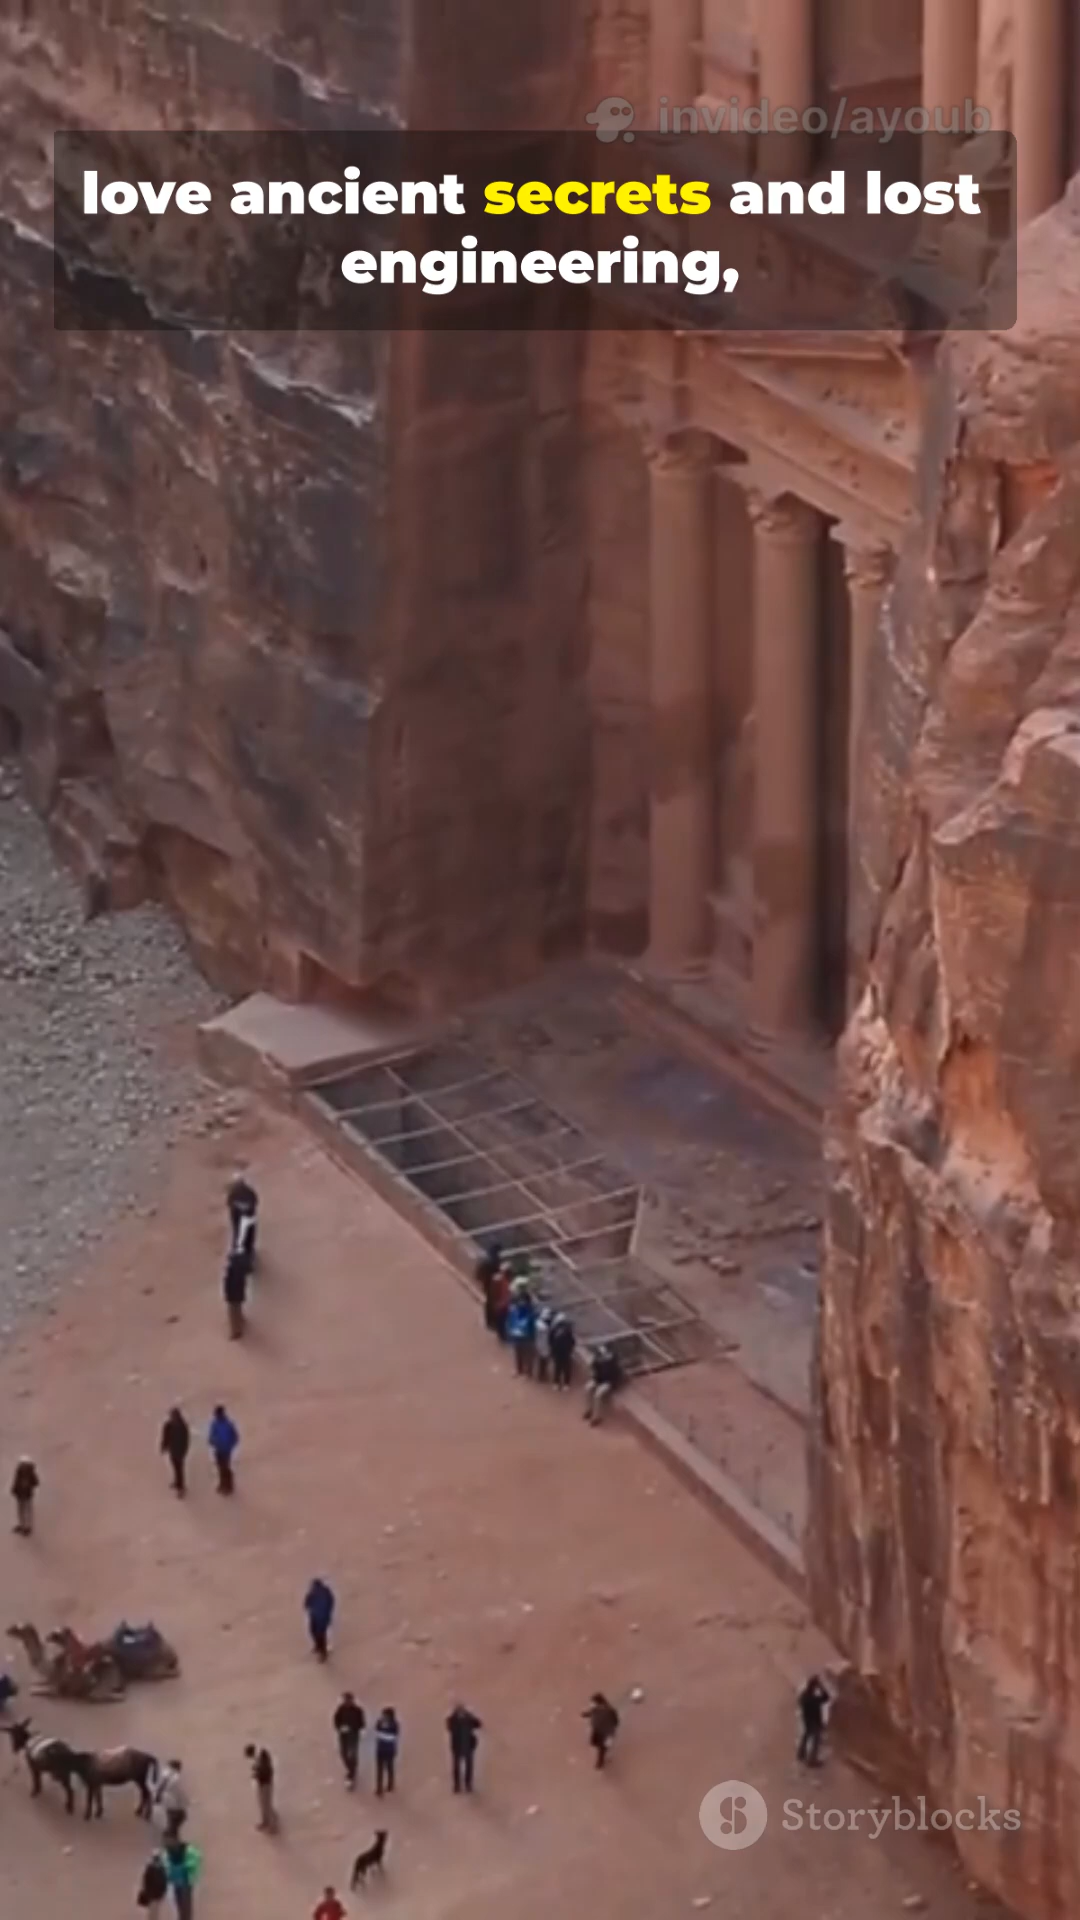 invideo/ayoub
love ancient secrets and lost
engineering,
Storyblocks